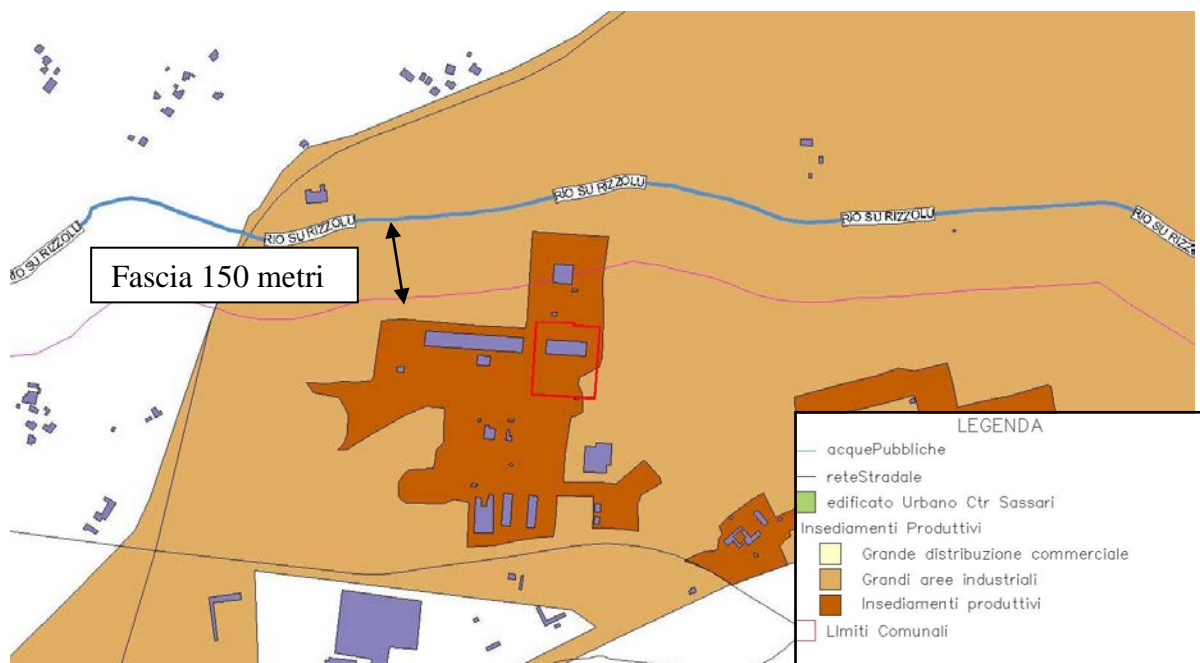 RIO SU RIZZOLU
RIO SU RIZZOLU
RIO SU RIZZOLU
RIO SU RIZZOLU
RIO SU RIZZ
Fascia 150 metri
LEGENDA
acquePubbliche
reteStradale
edificato Urbano Ctr Sassari
Insediamenti Produttivi
Grande distribuzione commerciale
Grandi aree industriali
Insediamenti produttivi
LImiti Comunali